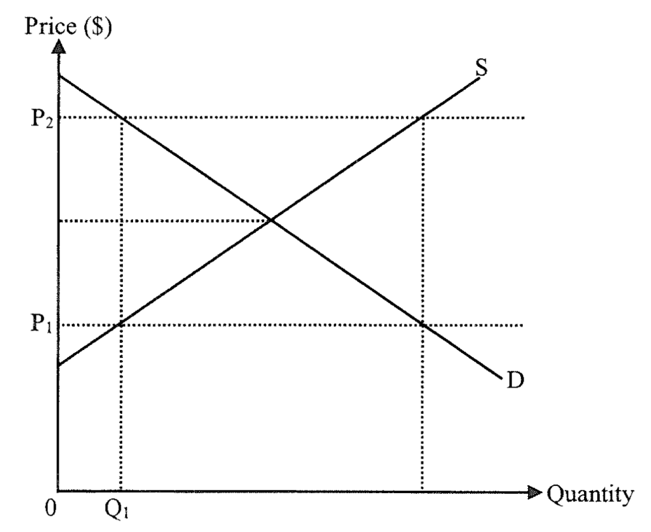 Price ($)
S
P₂
P₁
D
0
Q₁
Quantity